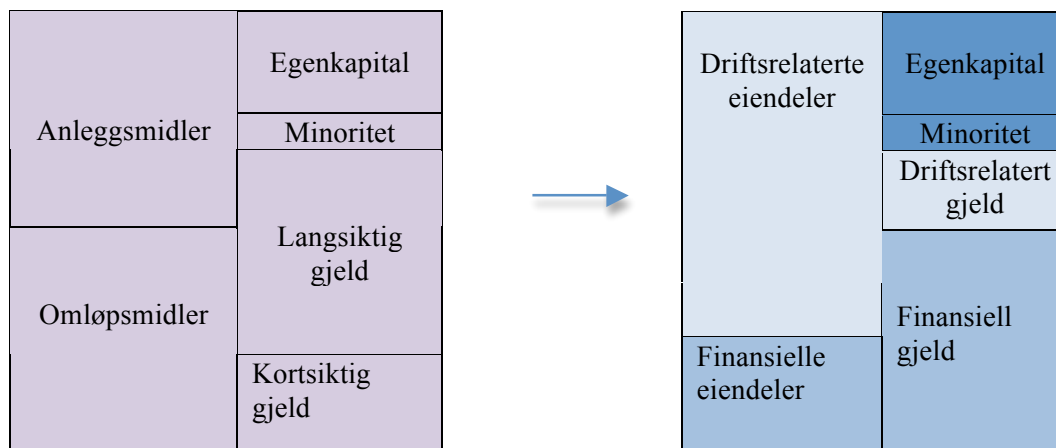 Anleggsmidler
Omløpsmidler
Egenkapital
Minoritet
Langsiktig
gjeld
Kortsiktig
gjeld
Driftsrelaterte
eiendeler
Finansielle
eiendeler
Egenkapital
Minoritet
Driftsrelatert
gjeld
Finansiell
gjeld